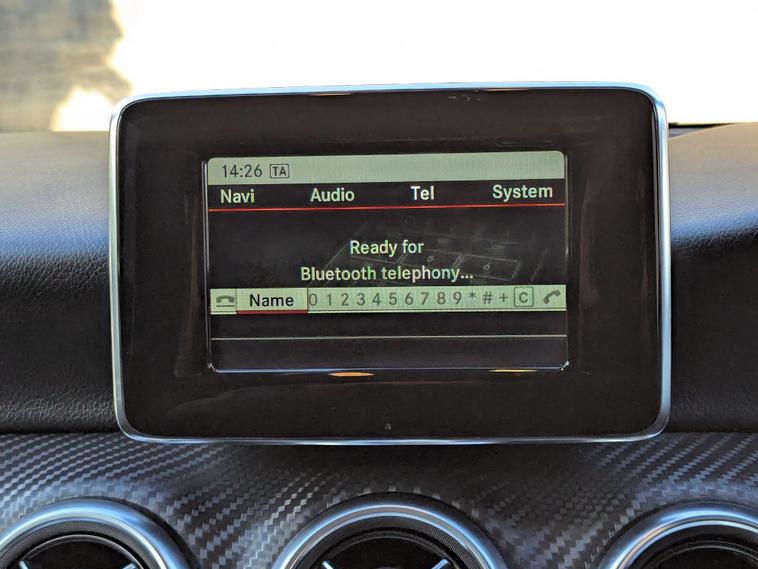 14:26 TA
Navi Audio Tel System
Ready for
Bluetooth telephony...
Name 0 1 2 3 4 5 6 7 8 9 * # + C